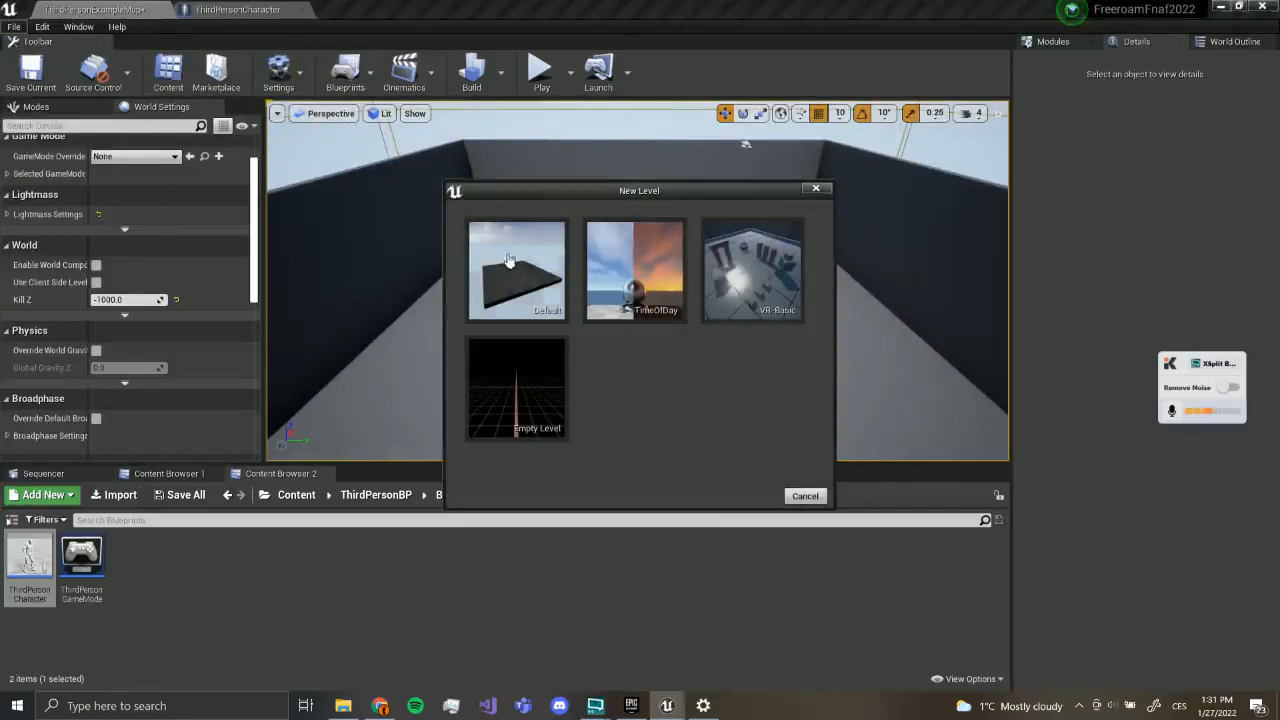 ThirdPersonExampleMap*
ThirdPersonCharacter
FreeroamFnaf2022
File
Edit
Window
Help
Toolbar
Modules
Details
World Outline
Save Current
Source Control
Content
Marketplace
Settings
Blueprints
Cinematics
Build
Play
Launch
Select an object to view details
Modes
World Settings
Perspective
Lit
Show
10
10°
0.25
4
Search Details
Game Mode
GameMode Override
None
Selected GameMode
Lightmass
Lightmass Settings
World
Enable World Compo
Use Client Side Level
Kill Z
-1000.0
Physics
Override World Gravi
Global Gravity Z
0.0
Broadphase
Override Default Broa
Broadphase Settings
New Level
Default
TimeOfDay
VR-Basic
Empty Level
Cancel
XSplit B...
Remove Noise
Sequencer
Content Browser 1
Content Browser 2
Add New
Import
Save All
Content
ThirdPersonBP
B
Filters
Search Blueprints
ThirdPerson
Character
ThirdPerson
GameMode
2 items (1 selected)
View Options
Type here to search
1°C Mostly cloudy
CES
1:31 PM
1/27/2022
23